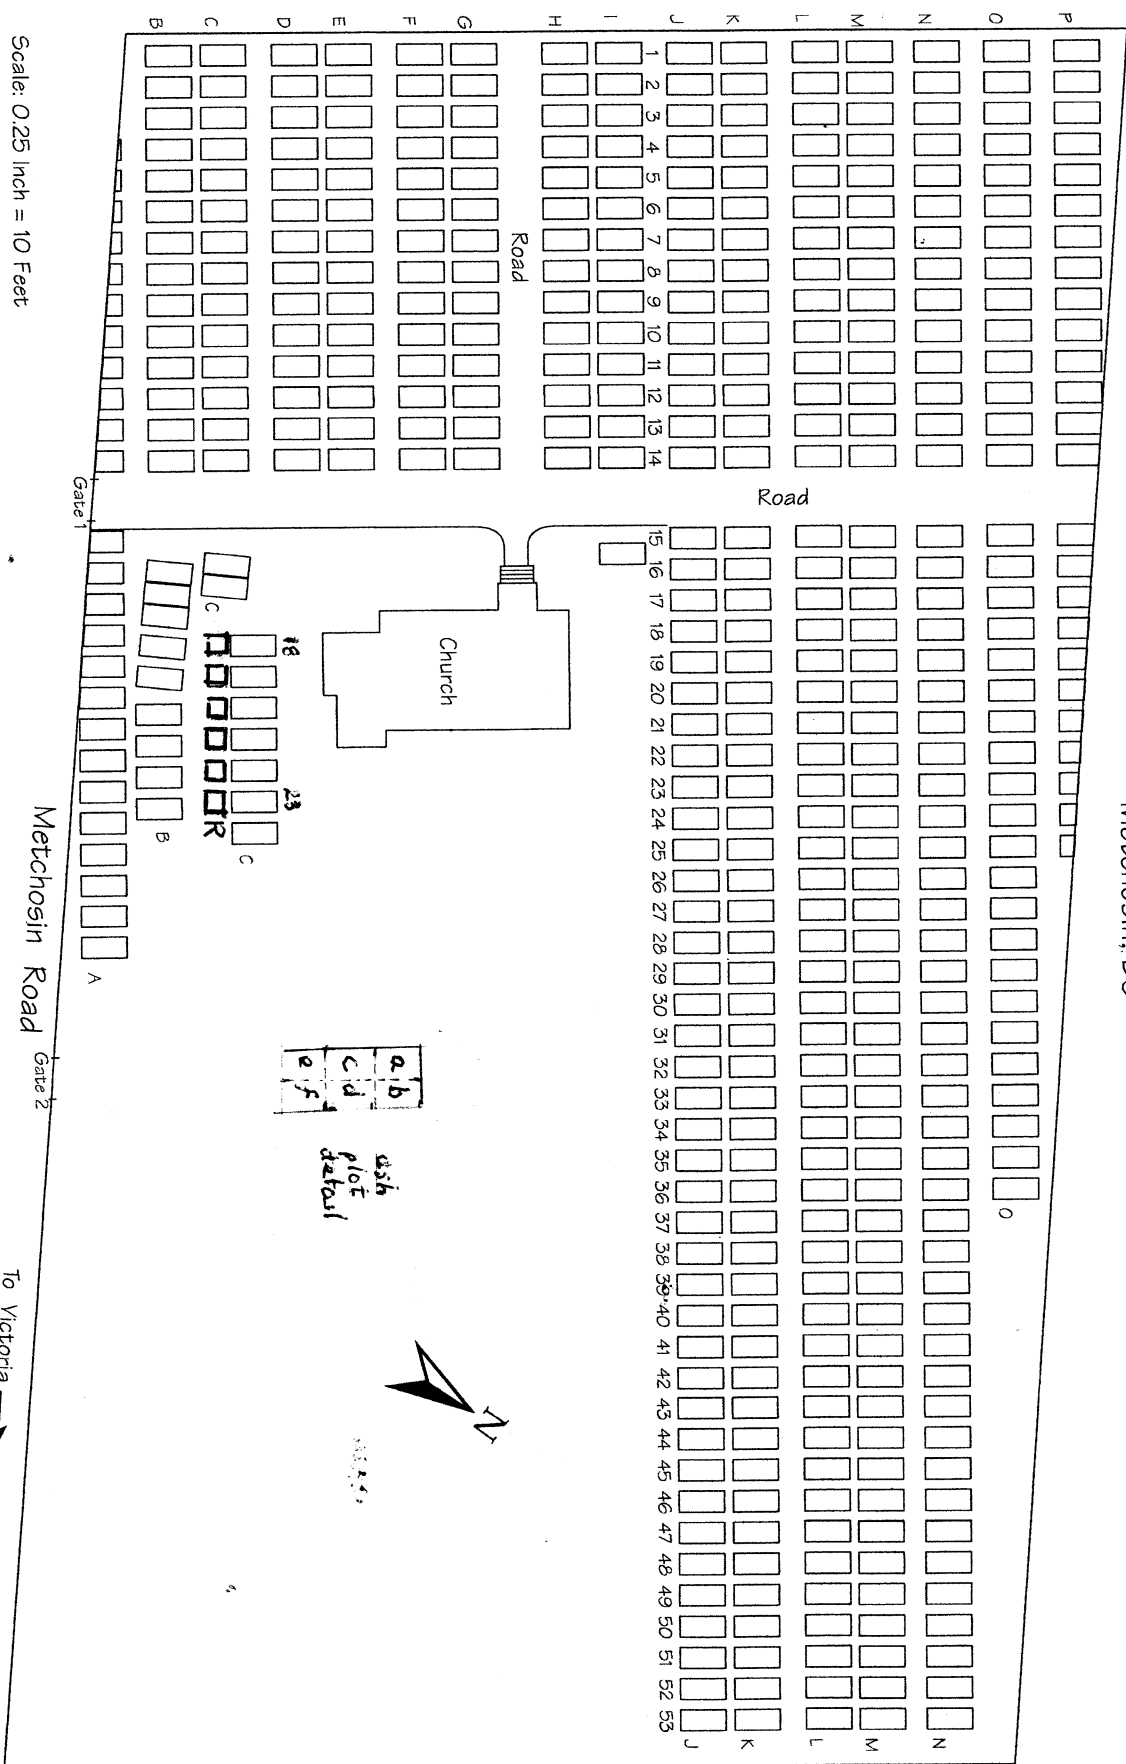 Metchosin, BC
P
O
N
M
L
K
J
I
H
G
F
E
D
C
B
1 2 3 4 5 6 7 8 9 10 11 12 13 14
Road
Road
15 16 17 18 19 20 21 22 23 24 25 26 27 28 29 30 31 32 33 34 35 36 37 38 39 40 41 42 43 44 45 46 47 48 49 50 51 52 53
O
N
M
L
K
J
Church
18 23
C
C
R
B
A
a b
c d
e f
ash
plot
detail
N
Gate 1
Gate 2
Metchosin Road
To Victoria
Scale: 0.25 Inch = 10 Feet